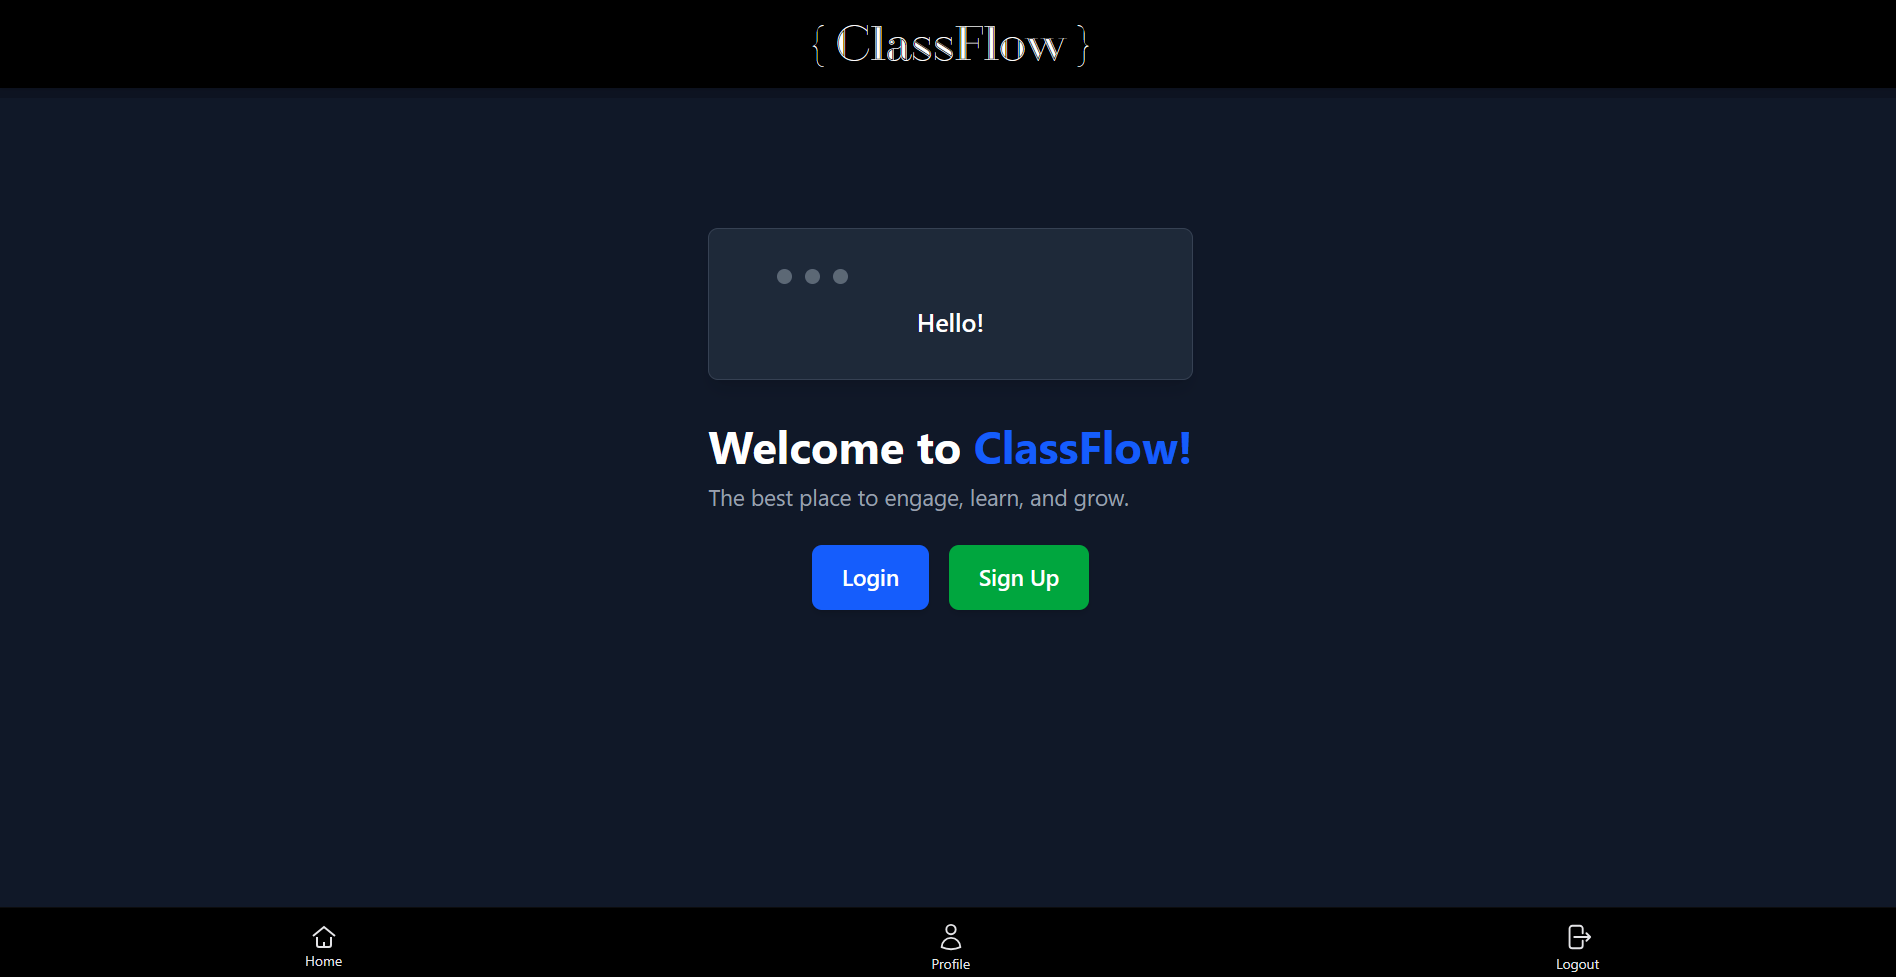 { ClassFlow }
Hello!
Welcome to ClassFlow!
The best place to engage, learn, and grow.
Login Sign Up
Home Profile Logout